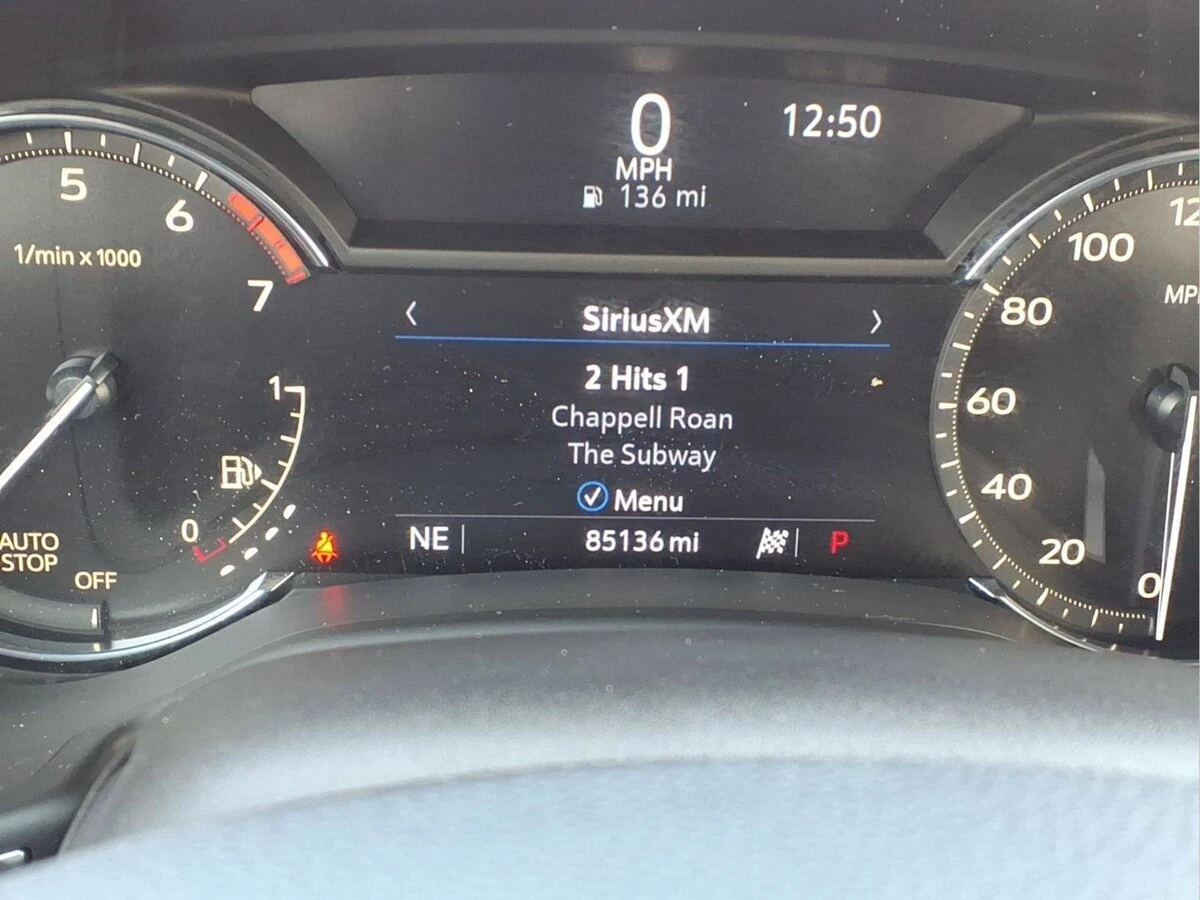 0
12:50
MPH
136 mi
5
6
7
1/min x 1000
1
0
AUTO
STOP
OFF
< SiriusXM >
2 Hits 1
Chappell Roan
The Subway
Menu
NE
85136 mi
P
100
80
60
40
20
0